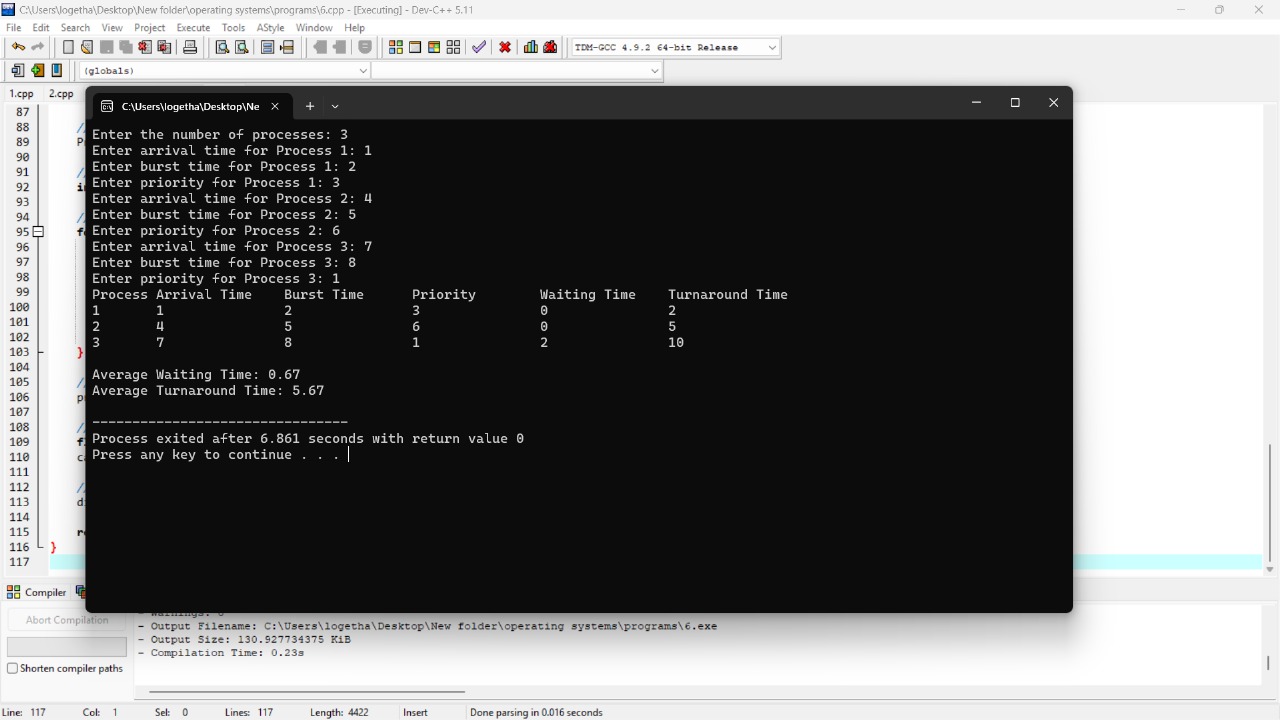 C:\Users\logetha\Desktop\New folder\operating systems\programs\6.cpp - [Executing] - Dev-C++ 5.11
File Edit Search View Project Execute Tools AStyle Window Help
TDM-GCC 4.9.2 64-bit Release
(globals)
1.cpp 2.cpp
C:\Users\logetha\Desktop\Ne
87
88 //
89
90
91 //
92
93
94 //
95
96
97
98
99
100
101
102
103 }
104
105 //
106
107
108 //
109
110
111
112 //
113
114
115
116 }
117
Enter the number of processes: 3
Enter arrival time for Process 1: 1
Enter burst time for Process 1: 2
Enter priority for Process 1: 3
Enter arrival time for Process 2: 4
Enter burst time for Process 2: 5
Enter priority for Process 2: 6
Enter arrival time for Process 3: 7
Enter burst time for Process 3: 8
Enter priority for Process 3: 1
Process Arrival Time Burst Time Priority Waiting Time Turnaround Time
1 1 2 3 0 2
2 4 5 6 0 5
3 7 8 1 2 10
Average Waiting Time: 0.67
Average Turnaround Time: 5.67
--------------------------------
Process exited after 6.861 seconds with return value 0
Press any key to continue . . .
Compiler
Abort Compilation
Shorten compiler paths
- Warnings: 0
- Output Filename: C:\Users\logetha\Desktop\New folder\operating systems\programs\6.exe
- Output Size: 130.927734375 KiB
- Compilation Time: 0.23s
Line: 117 Col: 1 Sel: 0 Lines: 117 Length: 4422 Insert Done parsing in 0.016 seconds